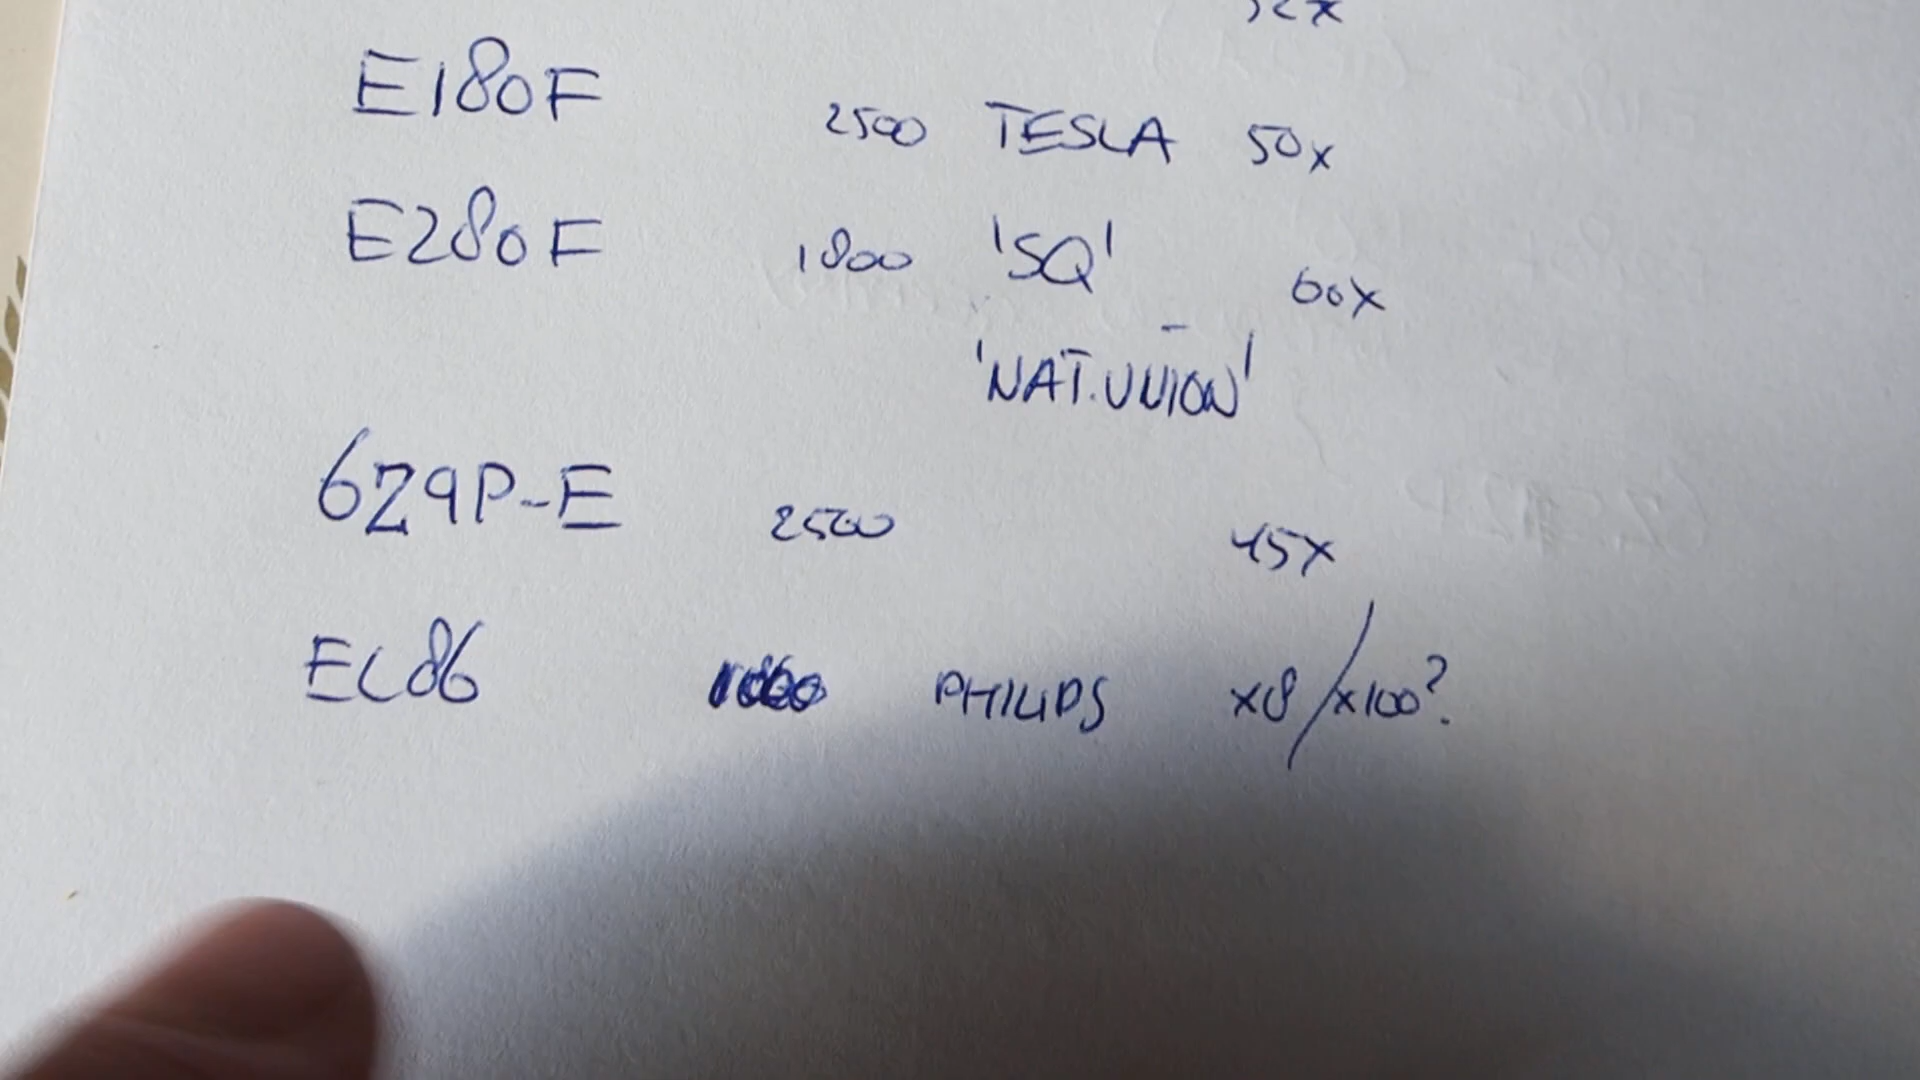 E180F 2500 TESLA 50x
E280F 1800 'SQ' 60x
'NAT.UNION'
6Z9P-E 2500 45x
EC86 PHILIPS x8/x100?